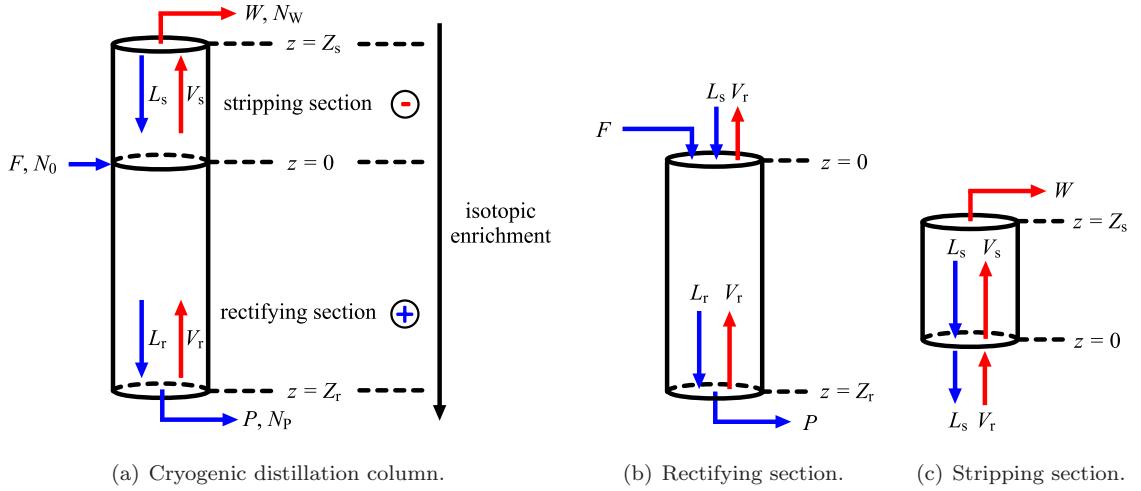 W, N_W
z = Z_s
L_s V_s
stripping section -
F, N_0
z = 0
isotopic
enrichment
rectifying section +
L_r V_r
z = Z_r
P, N_P
(a) Cryogenic distillation column.
L_s V_r
F
z = 0
L_r V_r
z = Z_r
P
(b) Rectifying section.
W
z = Z_s
L_s V_s
z = 0
L_s V_r
(c) Stripping section.